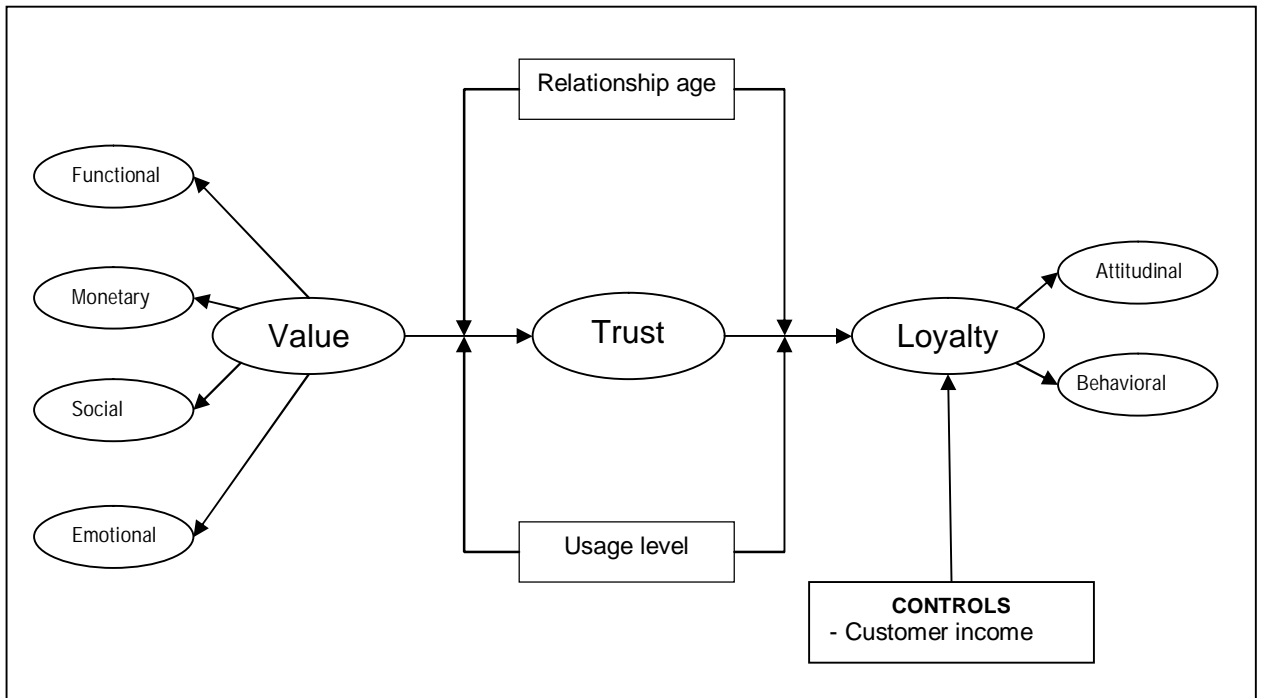 Relationship age
Functional
Monetary
Social
Emotional
Value
Trust
Loyalty
Attitudinal
Behavioral
Usage level
CONTROLS
- Customer income